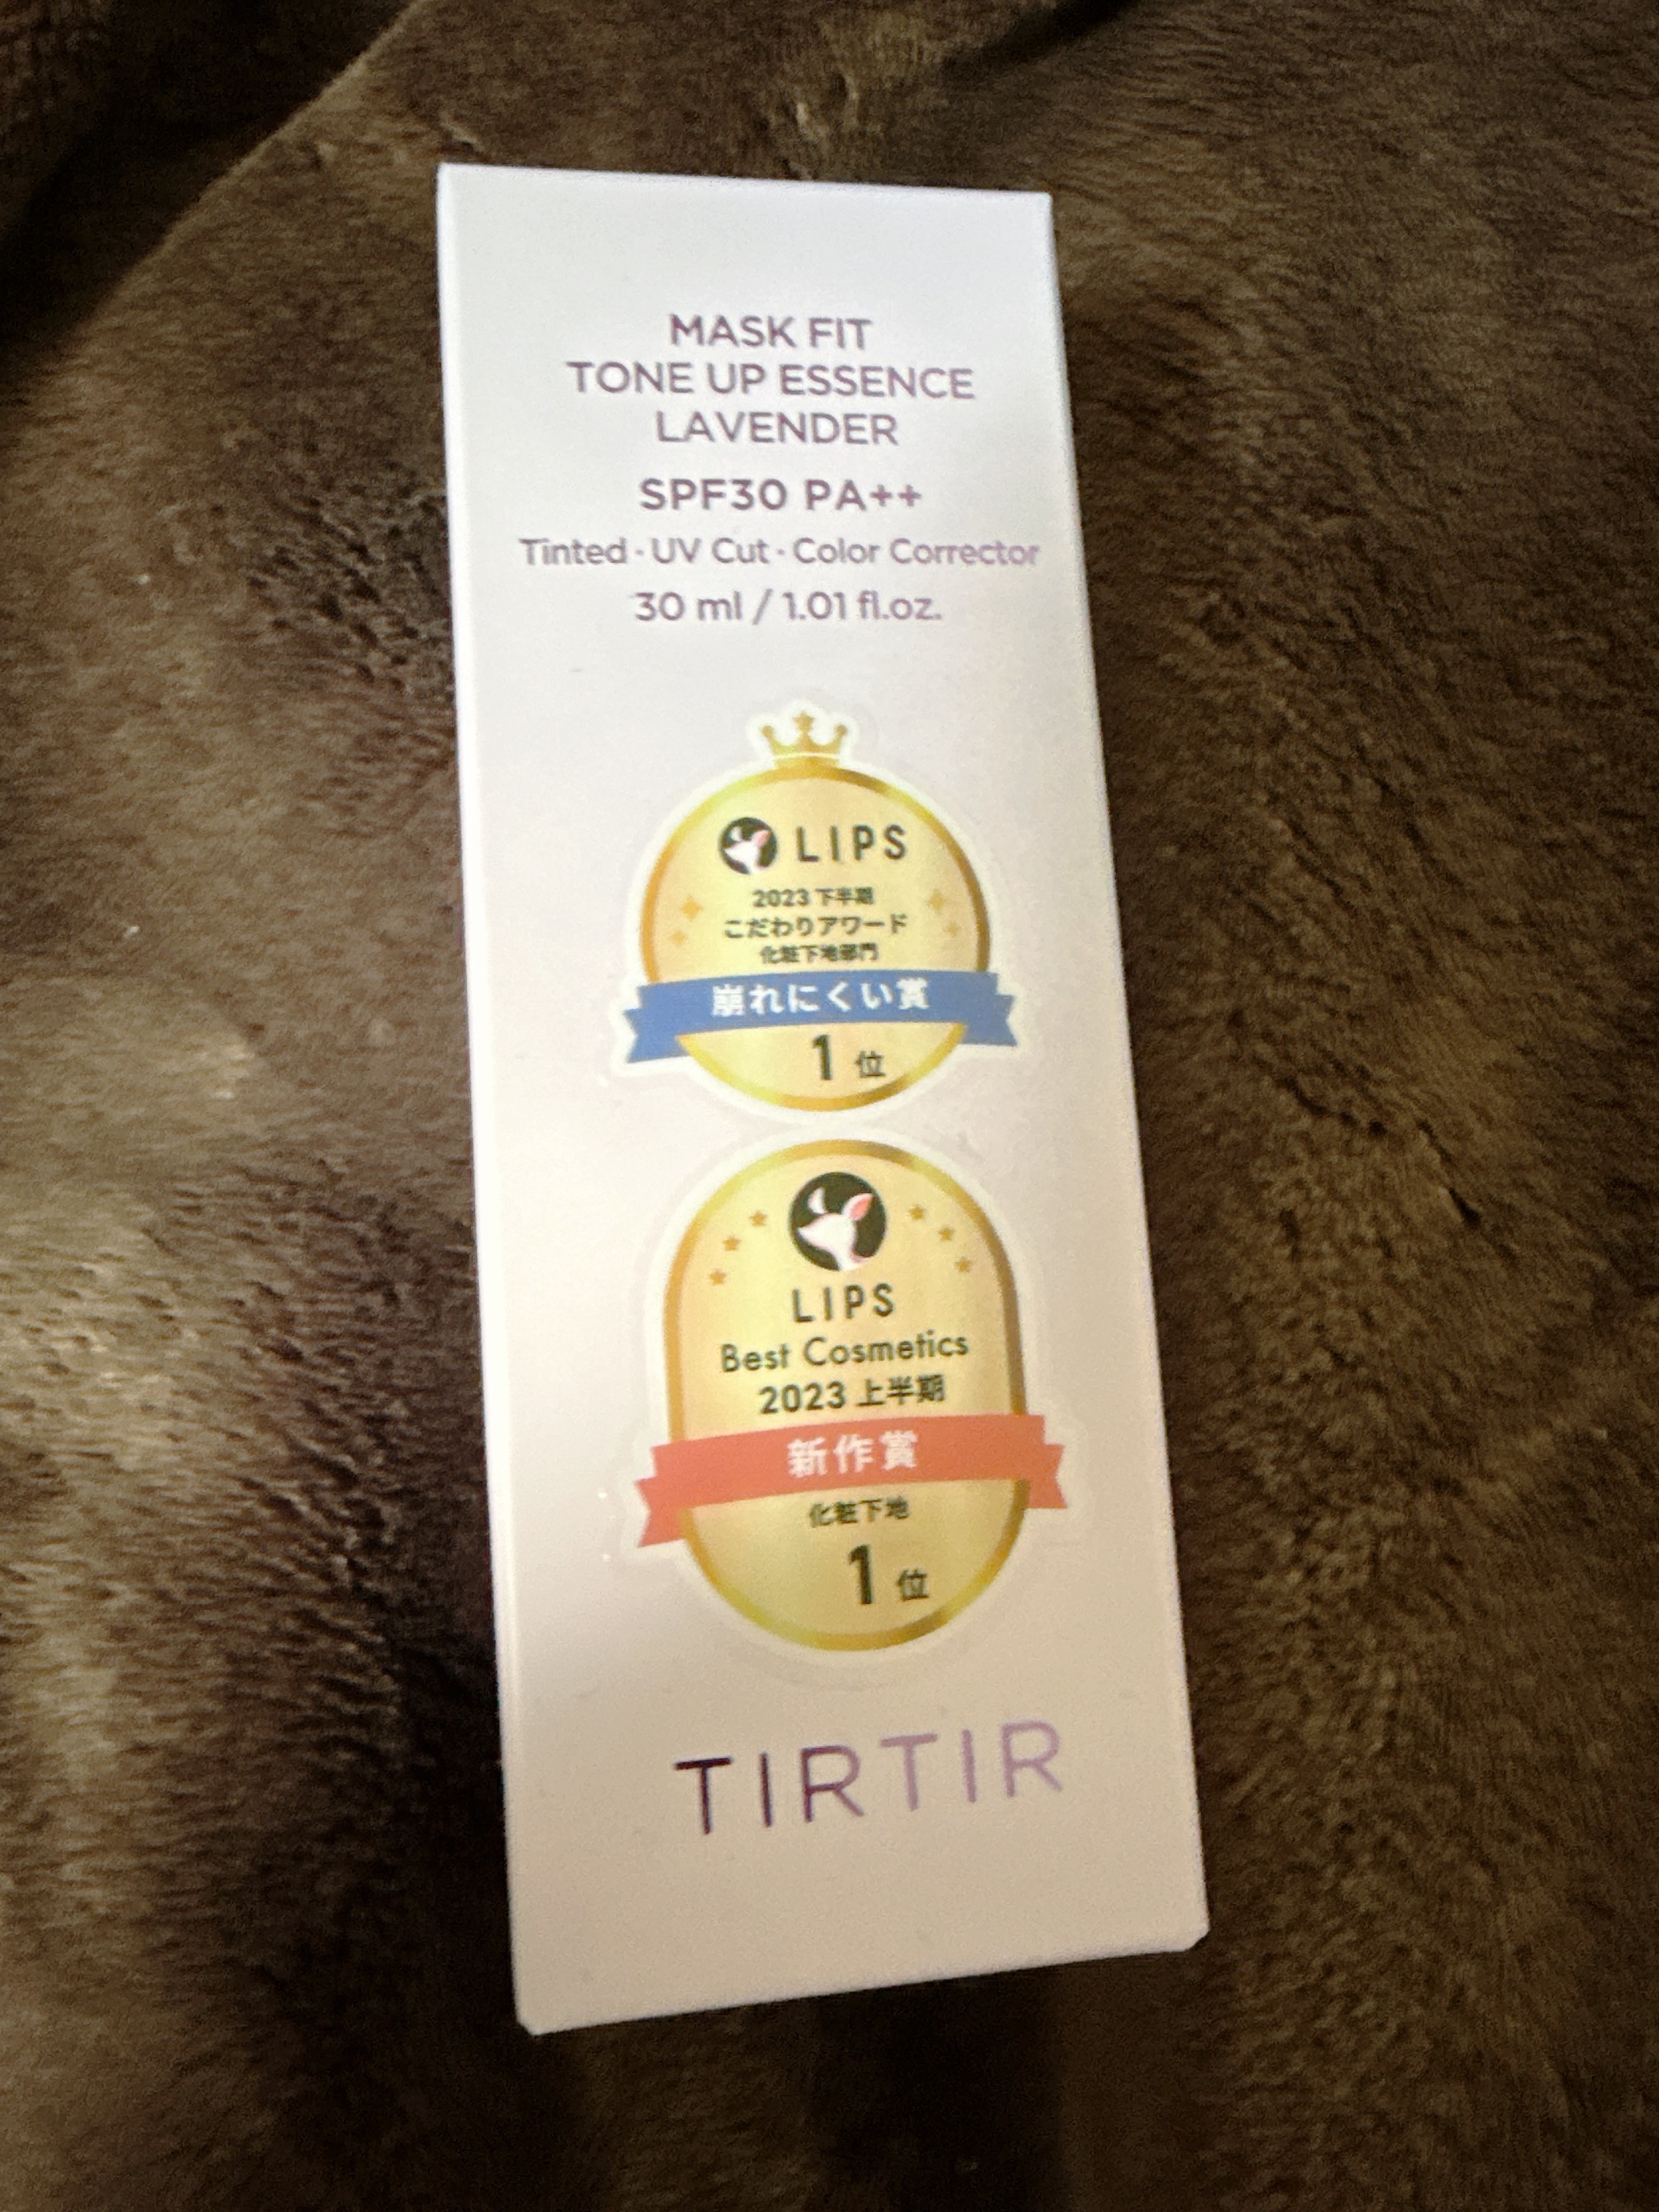 MASK FIT
TONE UP ESSENCE
LAVENDER
SPF30 PA++
Tinted · UV Cut · Color Corrector
30 ml / 1.01 fl.oz.
LIPS
2023 下半期
こだわりアワード
化粧下地部門
崩れにくい賞
1 位
LIPS
Best Cosmetics
2023 上半期
新作賞
化粧下地
1 位
TIRTIR